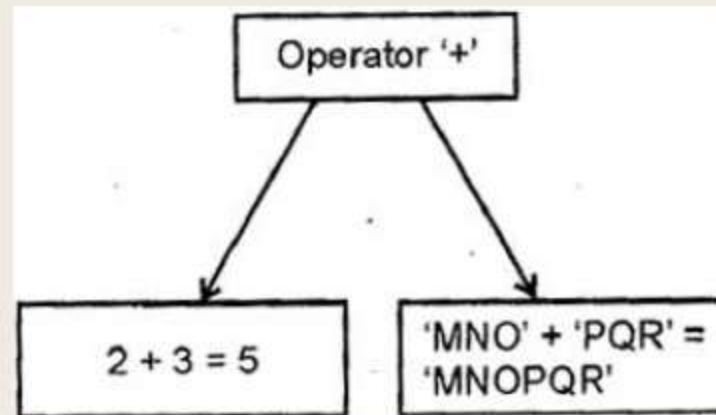 Operator ‘+’
2 + 3 = 5
‘MNO’ + ‘PQR’ =
‘MNOPQR’